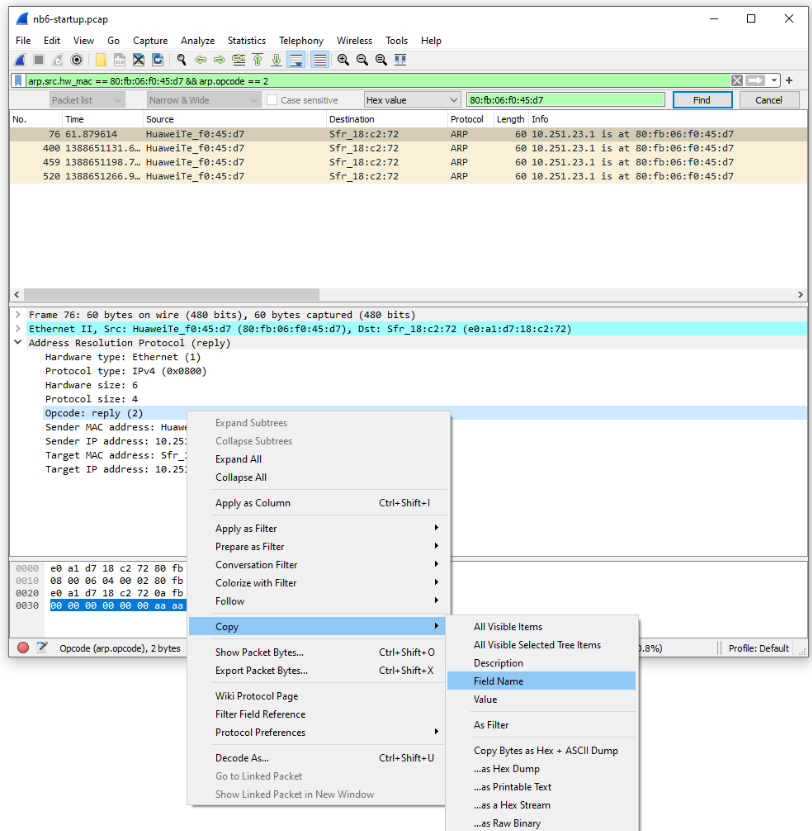 nb6-startup.pcap
File Edit View Go Capture Analyze Statistics Telephony Wireless Tools Help
arp.src.hw_mac == 80:fb:06:f0:45:d7 && arp.opcode == 2
Packet list Narrow & Wide Case sensitive Hex value 80:fb:06:f0:45:d7 Find Cancel
No. Time Source Destination Protocol Length Info
76 61.879614 HuaweiTe_f0:45:d7 Sfr_18:c2:72 ARP 60 10.251.23.1 is at 80:fb:06:f0:45:d7
400 1388651131.6… HuaweiTe_f0:45:d7 Sfr_18:c2:72 ARP 60 10.251.23.1 is at 80:fb:06:f0:45:d7
459 1388651198.7… HuaweiTe_f0:45:d7 Sfr_18:c2:72 ARP 60 10.251.23.1 is at 80:fb:06:f0:45:d7
520 1388651266.9… HuaweiTe_f0:45:d7 Sfr_18:c2:72 ARP 60 10.251.23.1 is at 80:fb:06:f0:45:d7
Frame 76: 60 bytes on wire (480 bits), 60 bytes captured (480 bits)
Ethernet II, Src: HuaweiTe_f0:45:d7 (80:fb:06:f0:45:d7), Dst: Sfr_18:c2:72 (e0:a1:d7:18:c2:72)
Address Resolution Protocol (reply)
Hardware type: Ethernet (1)
Protocol type: IPv4 (0x0800)
Hardware size: 6
Protocol size: 4
Opcode: reply (2)
Sender MAC address: Huawe
Sender IP address: 10.251
Target MAC address: Sfr_1
Target IP address: 10.251
0000 e0 a1 d7 18 c2 72 80 fb
0010 08 00 06 04 00 02 80 fb
0020 e0 a1 d7 18 c2 72 0a fb
0030 00 00 00 00 00 00 aa aa
Opcode (arp.opcode), 2 bytes
0.8%) Profile: Default
Expand Subtrees
Collapse Subtrees
Expand All
Collapse All
Apply as Column Ctrl+Shift+I
Apply as Filter
Prepare as Filter
Conversation Filter
Colorize with Filter
Follow
Copy
Show Packet Bytes... Ctrl+Shift+O
Export Packet Bytes... Ctrl+Shift+X
Wiki Protocol Page
Filter Field Reference
Protocol Preferences
Decode As... Ctrl+Shift+U
Go to Linked Packet
Show Linked Packet in New Window
All Visible Items
All Visible Selected Tree Items
Description
Field Name
Value
As Filter
Copy Bytes as Hex + ASCII Dump
...as Hex Dump
...as Printable Text
...as a Hex Stream
...as Raw Binary